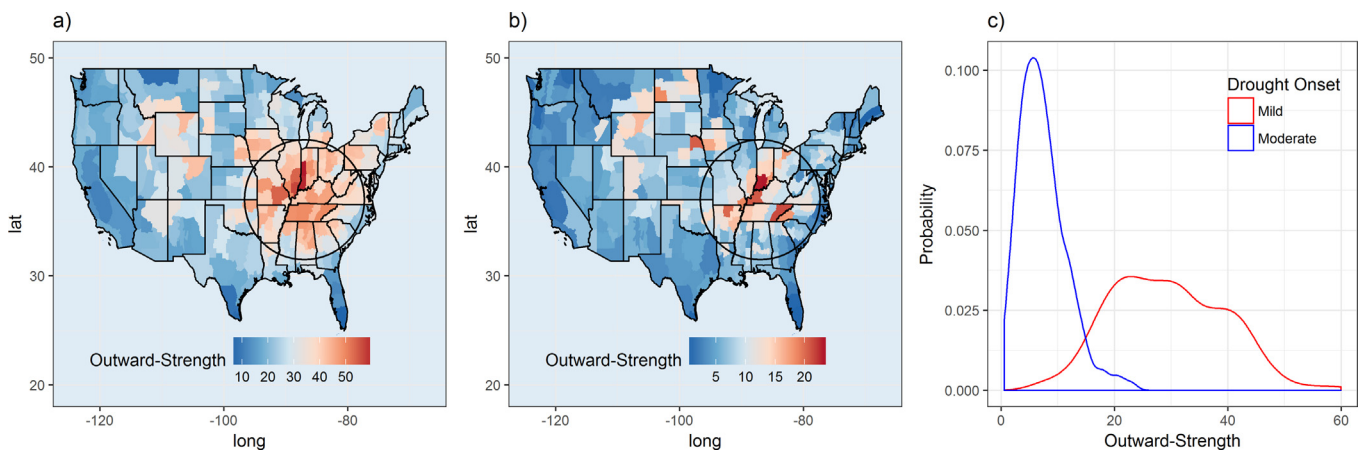 a)
50
40
30
20
lat
-120
-100
-80
long
Outward-Strength
10 20 30 40 50
b)
50
40
30
20
lat
-120
-100
-80
long
Outward-Strength
5 10 15 20
c)
0.100
0.075
0.050
0.025
0.000
Probability
0
20
40
60
Outward-Strength
Drought Onset
Mild
Moderate